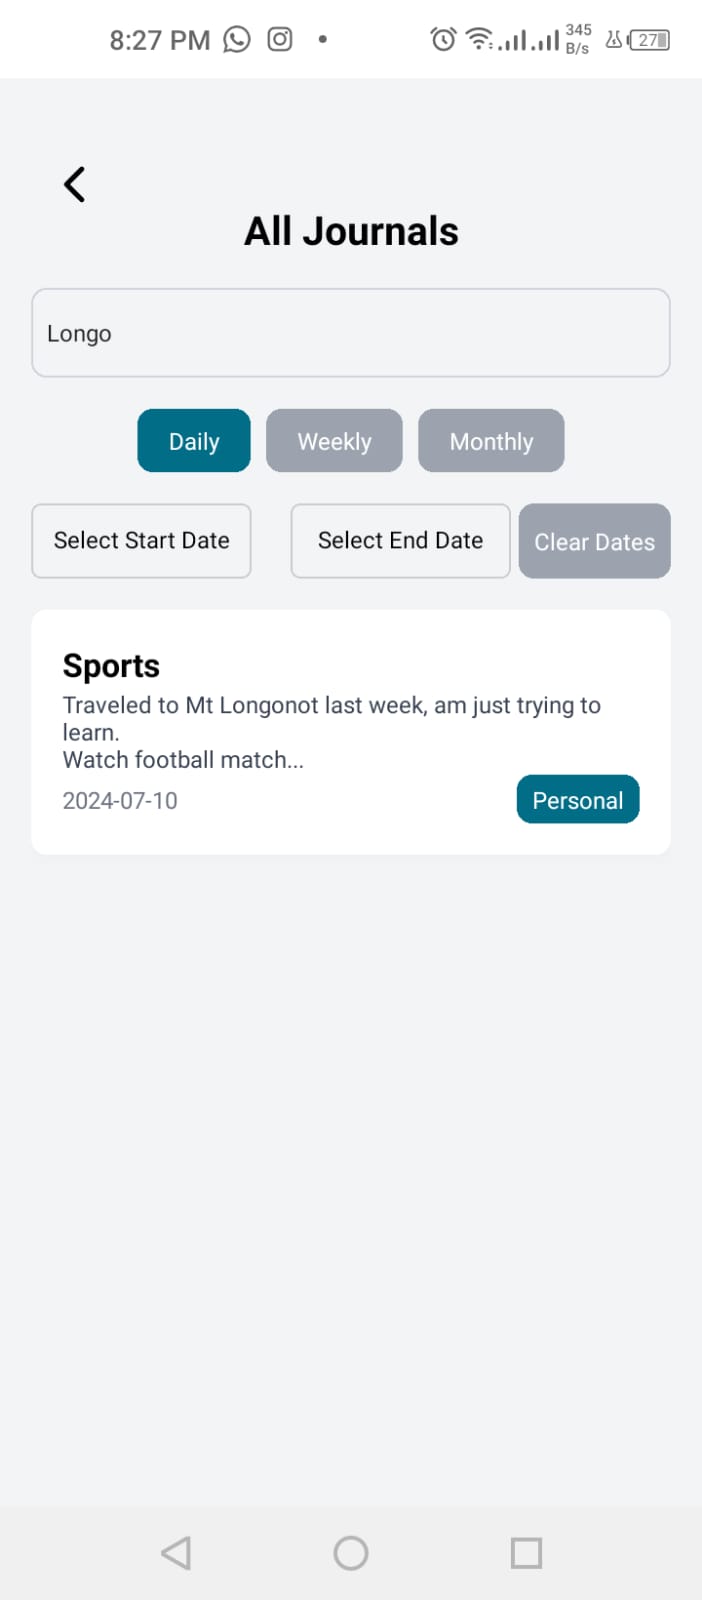 8:27 PM
345
B/s
27
All Journals
Longo
Daily Weekly Monthly
Select Start Date Select End Date Clear Dates
Sports
Traveled to Mt Longonot last week, am just trying to
learn.
Watch football match...
2024-07-10 Personal